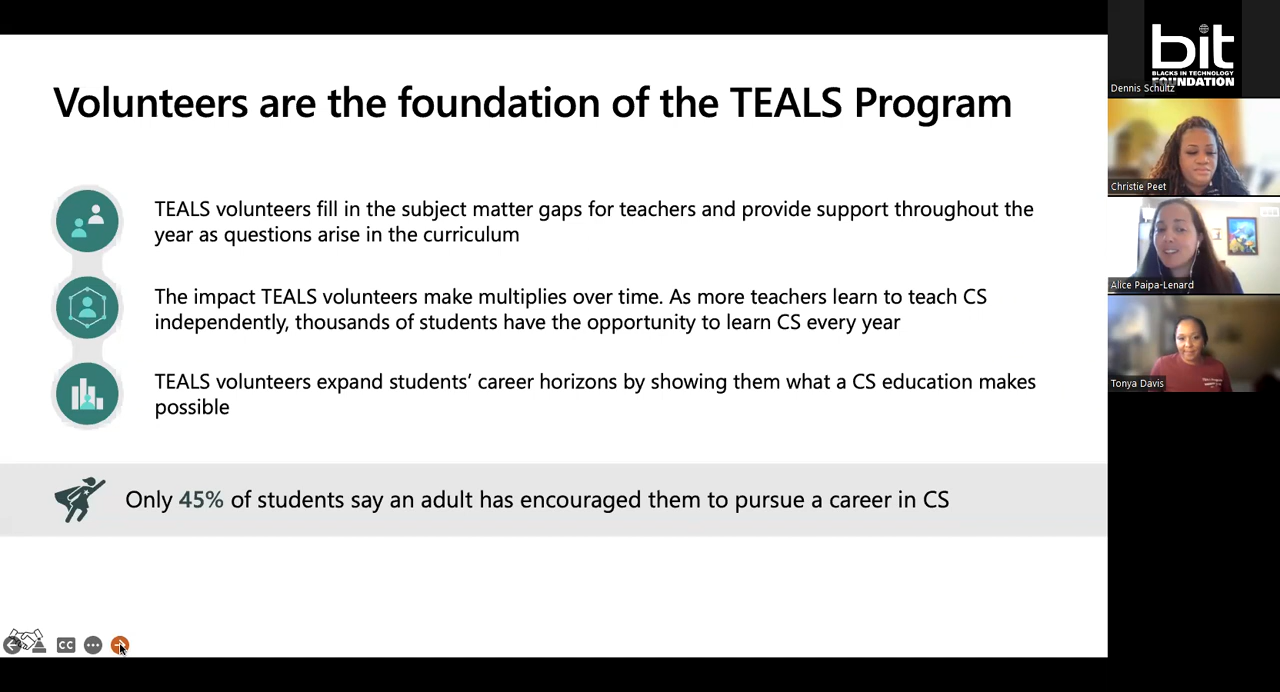 Volunteers are the foundation of the TEALS Program
TEALS volunteers fill in the subject matter gaps for teachers and provide support throughout the
year as questions arise in the curriculum
The impact TEALS volunteers make multiplies over time. As more teachers learn to teach CS
independently, thousands of students have the opportunity to learn CS every year
TEALS volunteers expand students’ career horizons by showing them what a CS education makes
possible
Only 45% of students say an adult has encouraged them to pursue a career in CS
CC
bit
BLACKS IN TECHNOLOGY
FOUNDATION
Dennis Schultz
Christie Peet
Alice Paipa-Lenard
Tonya Davis